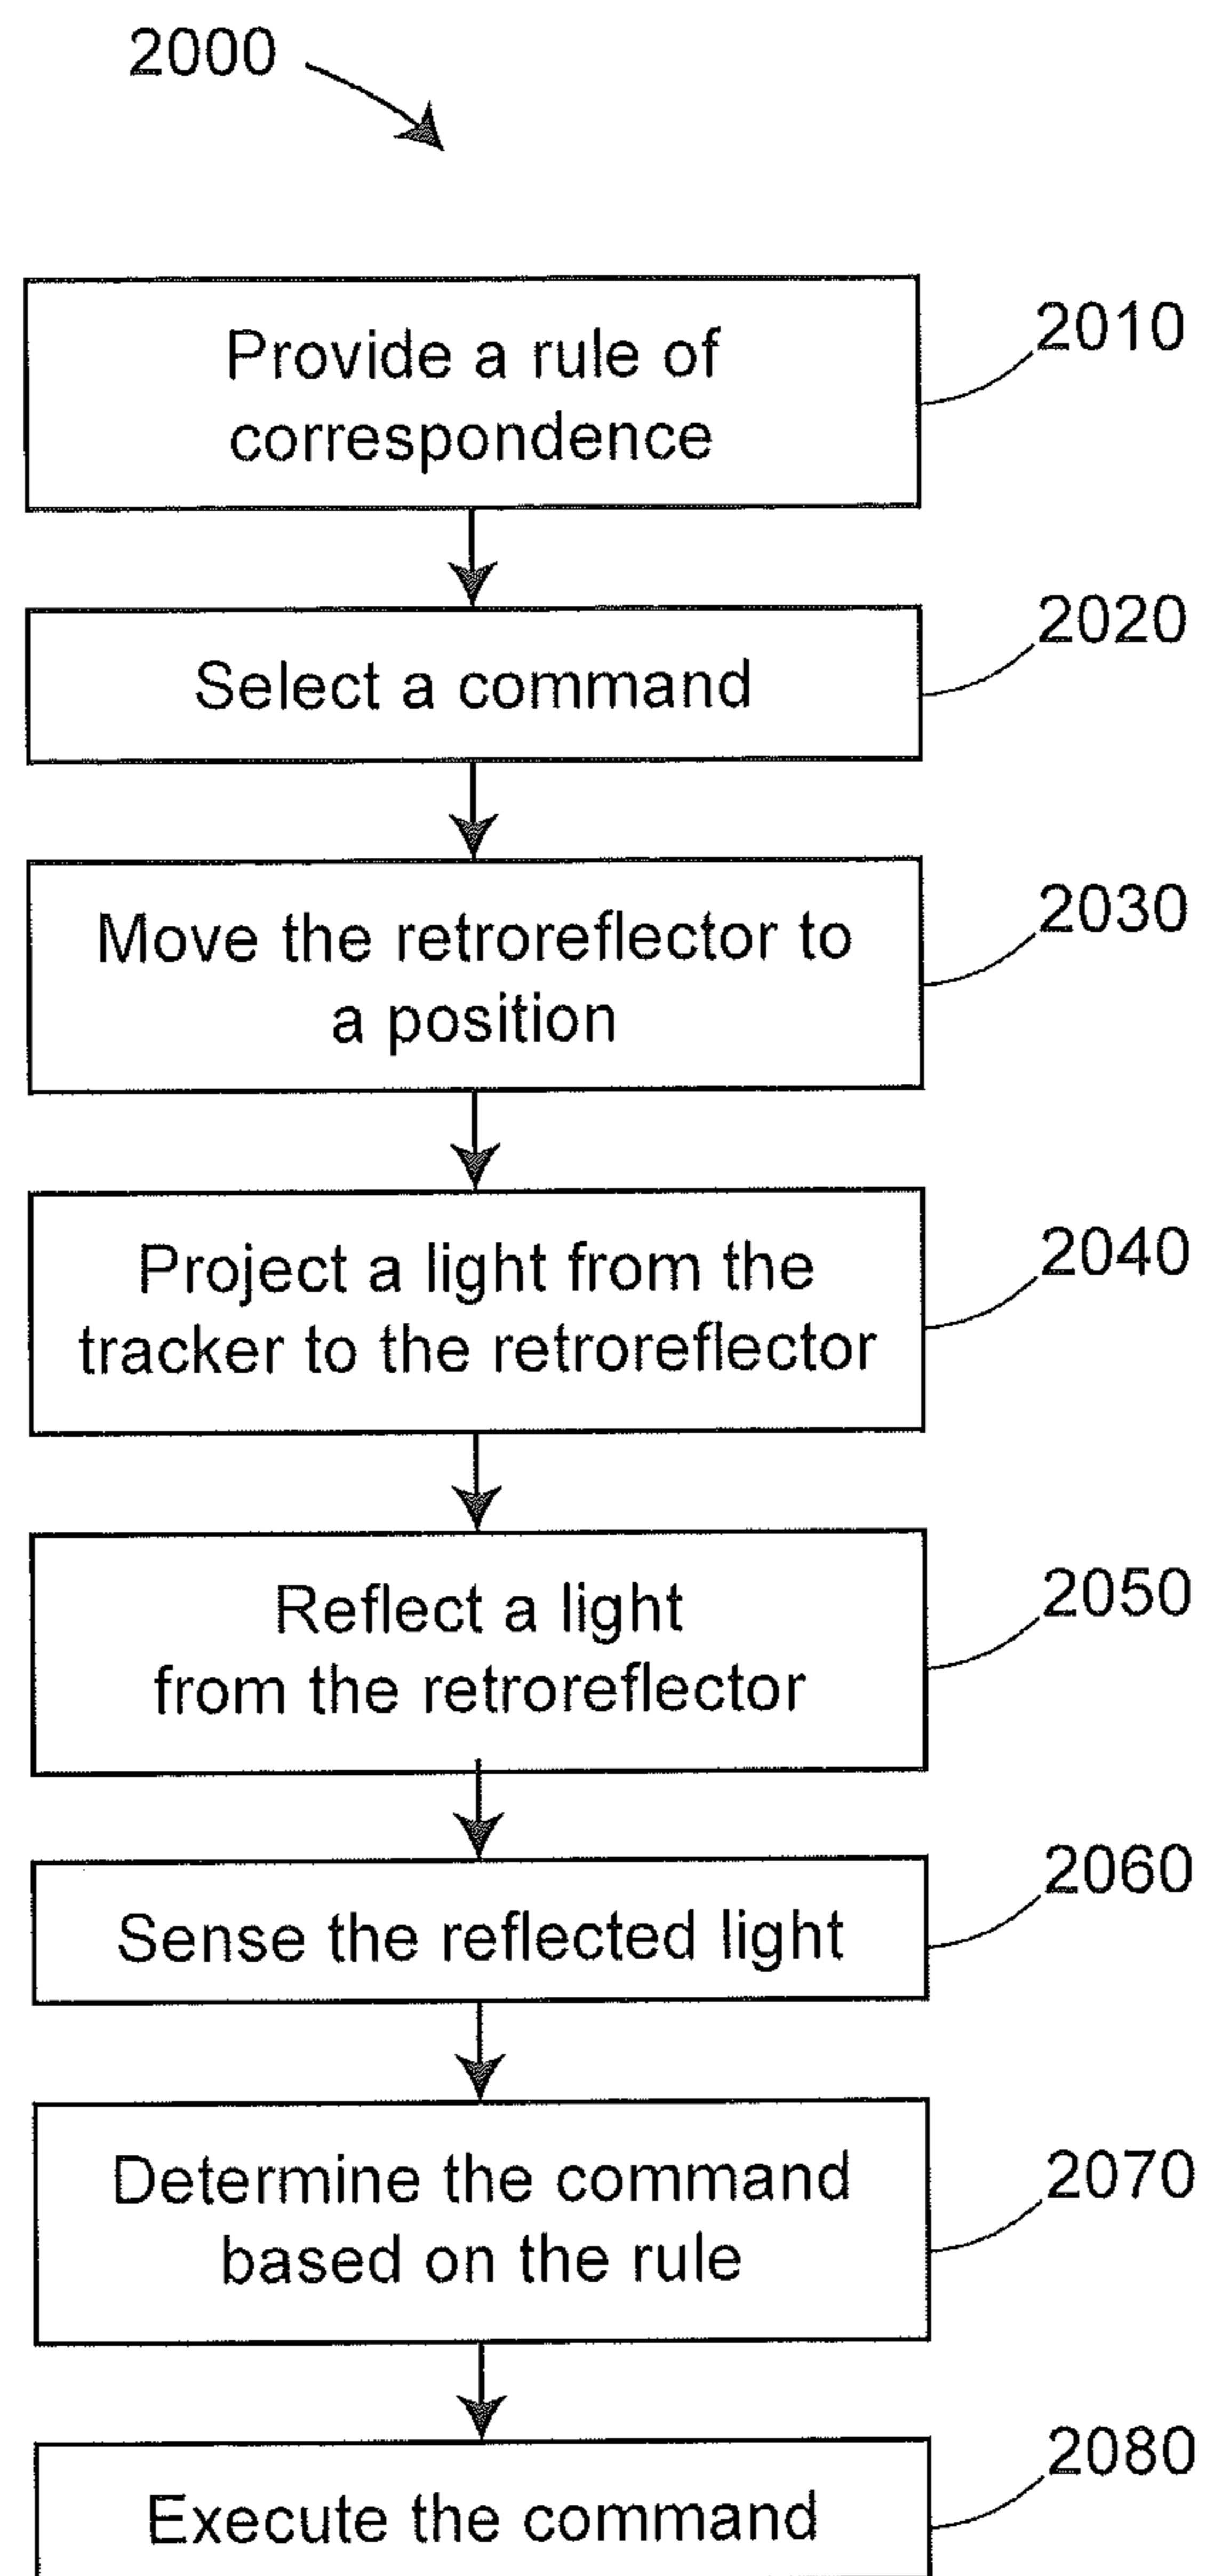 2000
Provide a rule of
correspondence
2010
Select a command
2020
Move the retroreflector to
a position
2030
Project a light from the
tracker to the retroreflector
2040
Reflect a light
from the retroreflector
2050
Sense the reflected light
2060
Determine the command
based on the rule
2070
Execute the command
2080